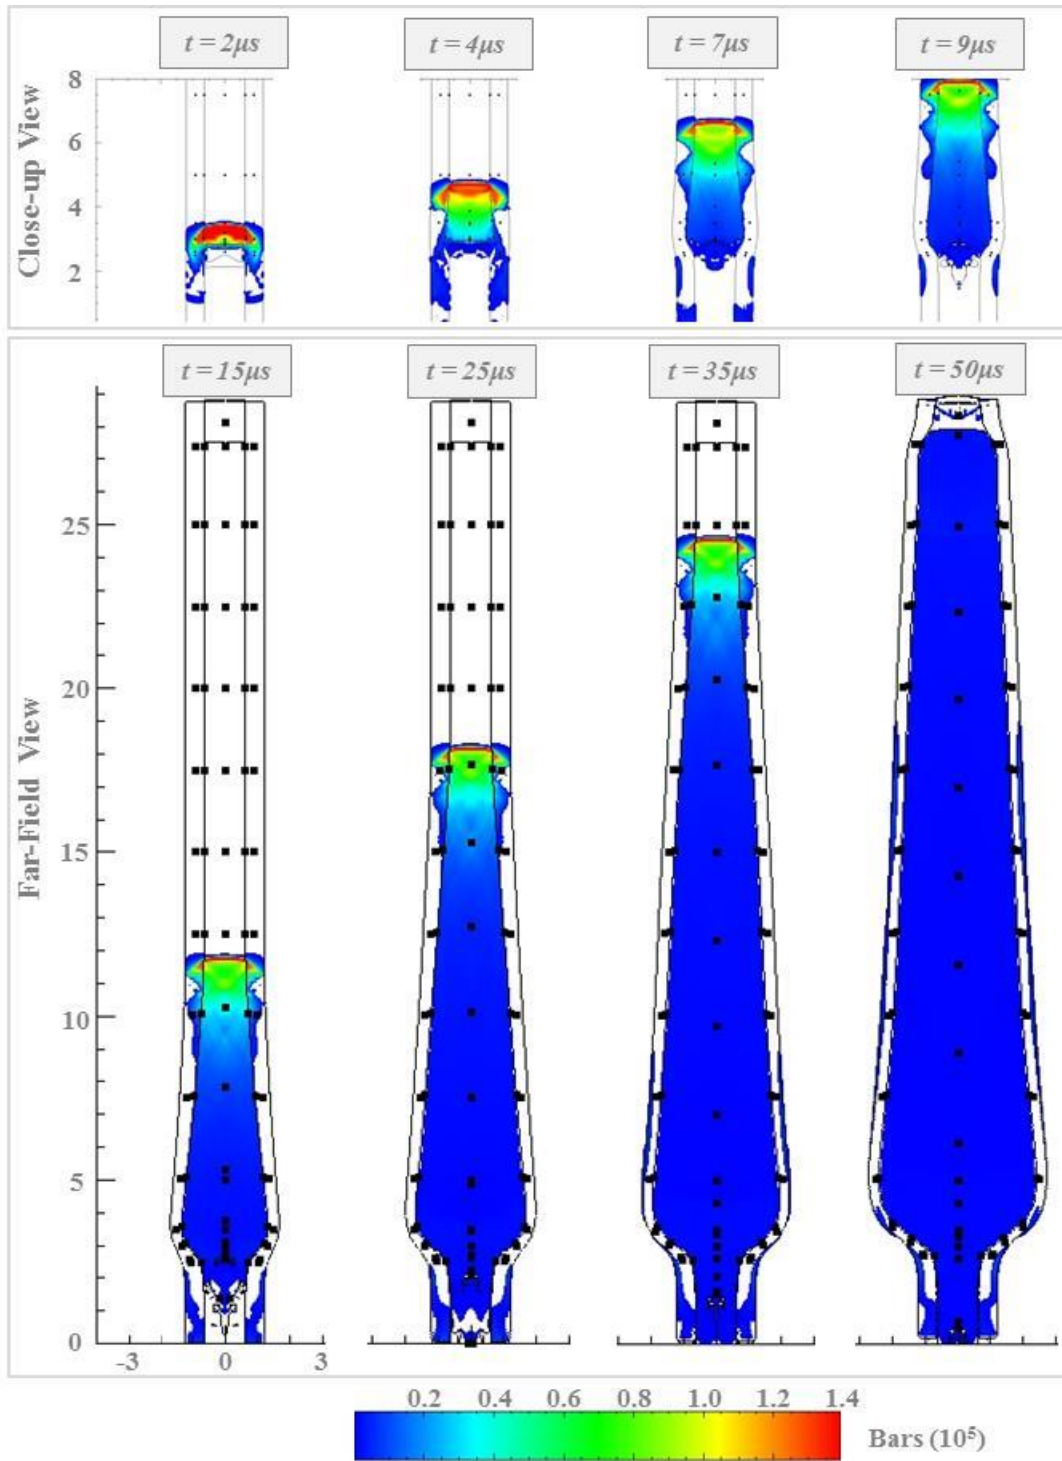 t = 2μs t = 4μs t = 7μs t = 9μs
Close-up View
8
6
4
2
t = 15μs t = 25μs t = 35μs t = 50μs
Far-Field View
25
20
15
10
5
0
-3 0 3
0.2 0.4 0.6 0.8 1.0 1.2 1.4
Bars (10⁵)